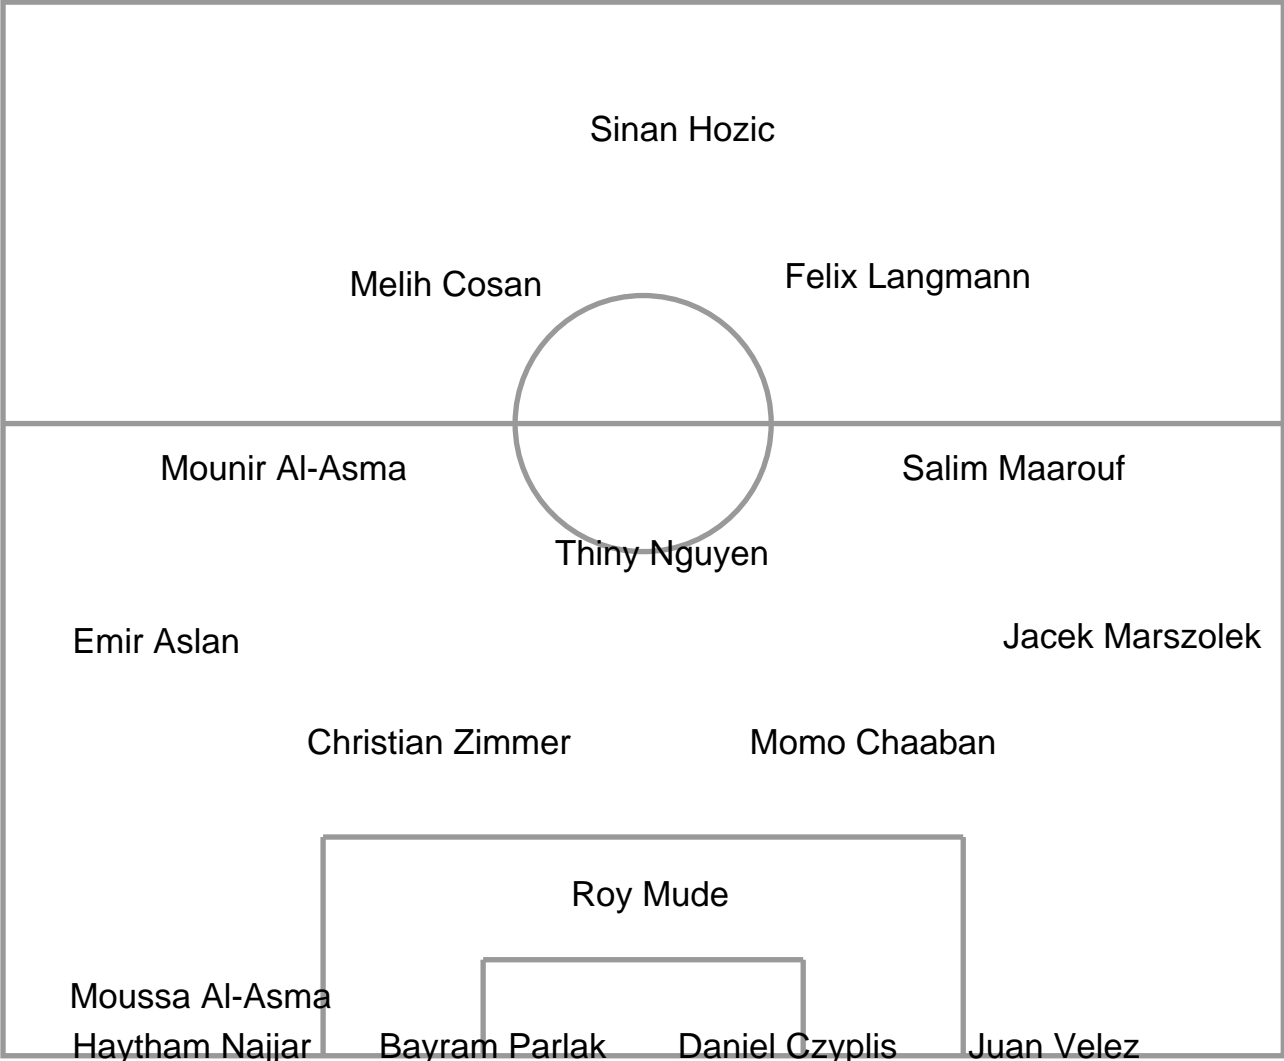 Sinan Hozic
Melih Cosan
Felix Langmann
Mounir Al-Asma
Salim Maarouf
Thiny Nguyen
Emir Aslan
Jacek Marszolek
Christian Zimmer
Momo Chaaban
Roy Mude
Moussa Al-Asma
Haytham Najjar
Bayram Parlak
Daniel Czyplis
Juan Velez